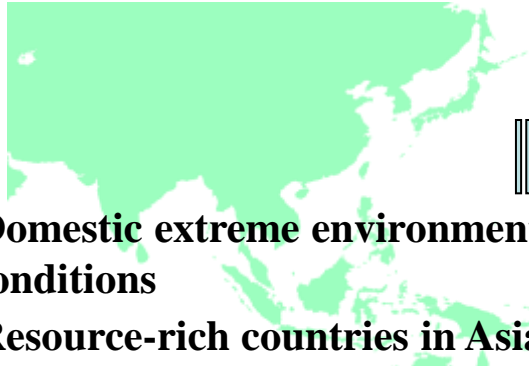 Domestic extreme environmen
onditions
Resource-rich countries in Asia